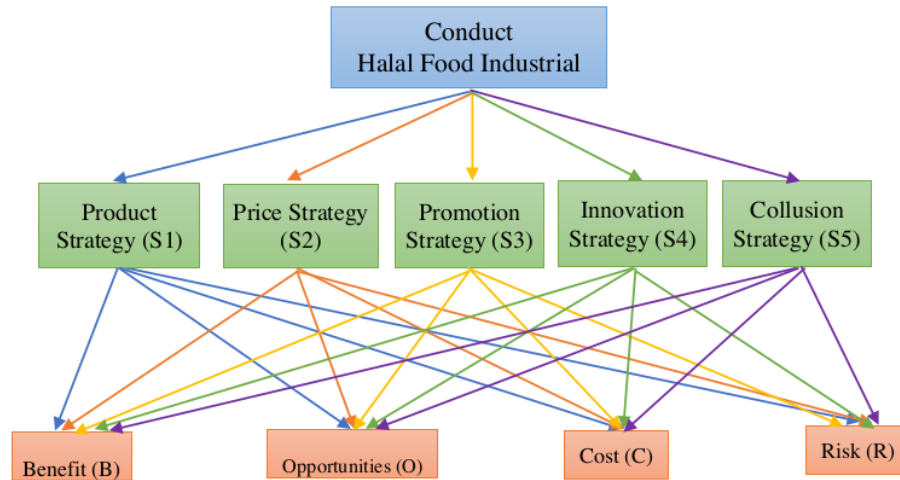 Conduct
Halal Food Industrial
Product
Strategy (S1)
Price Strategy
(S2)
Promotion
Strategy (S3)
Innovation
Strategy (S4)
Collusion
Strategy (S5)
Benefit (B)
Opportunities (O)
Cost (C)
Risk (R)